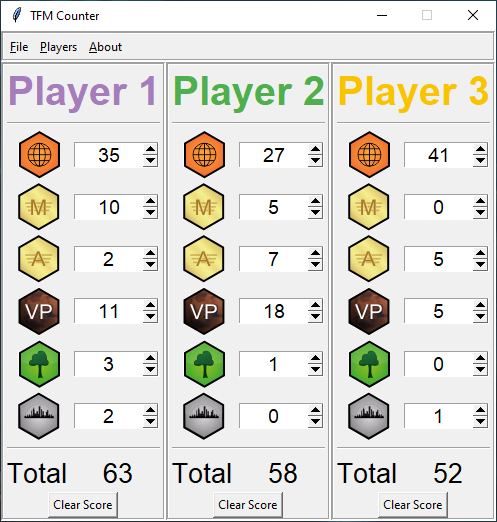 TFM Counter
File Players About
Player 1 Player 2 Player 3
35 27 41
M 10 M 5 M 0
A 2 A 7 A 5
VP 11 VP 18 VP 5
3 1 0
2 0 1
Total 63 Total 58 Total 52
Clear Score Clear Score Clear Score